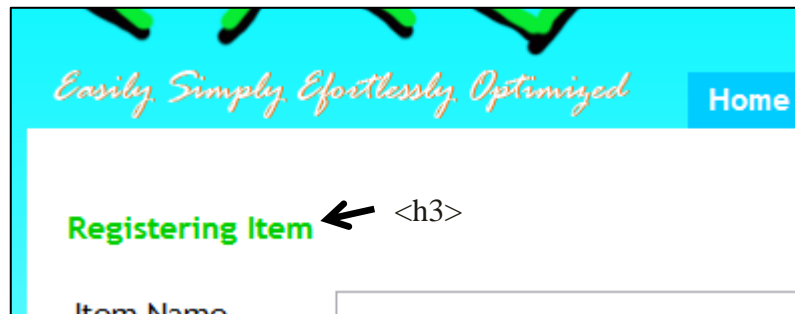 Easily Simply Efortlessly Optimized
Home
Registering Item
<h3>
Item Name